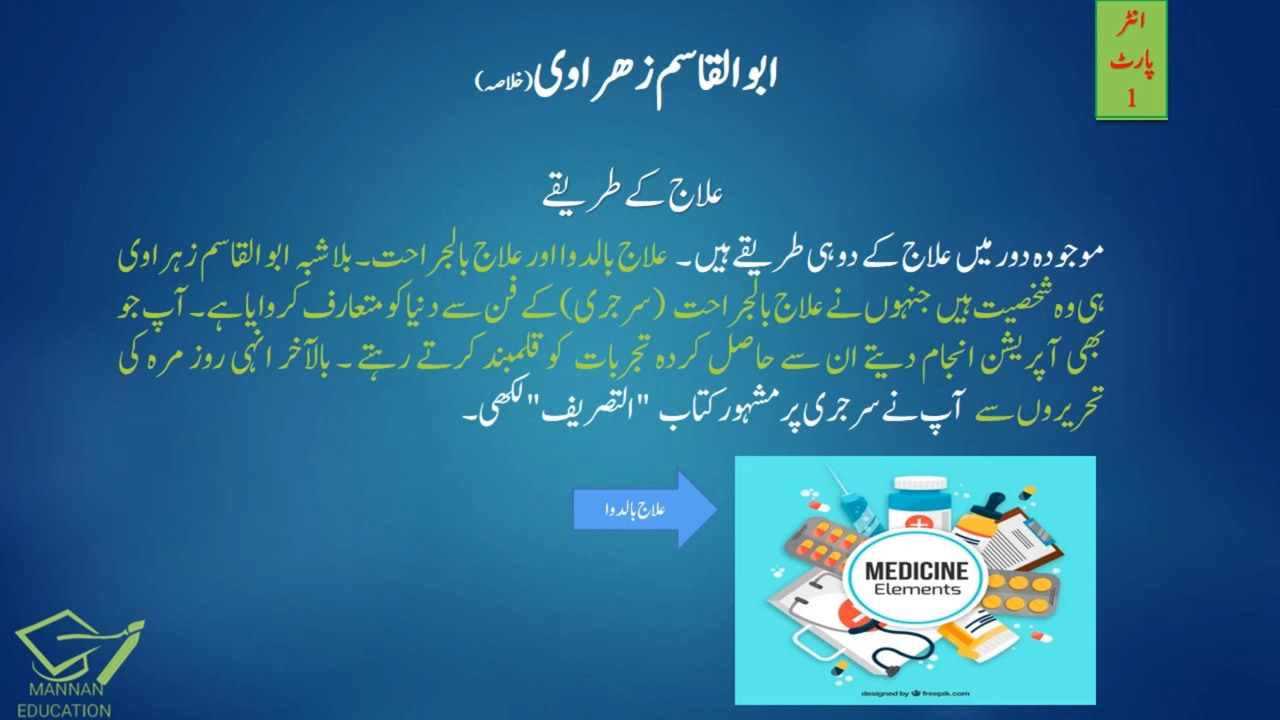 انٹر
پارٹ
1
ابوالقاسم زھراوی (خلاصہ)
علاج کے طریقے
موجودہ دور میں علاج کے دو ہی طریقے ہیں۔ علاج بالدوا اور علاج بالجراحت۔ بلاشبہ ابوالقاسم زہراوی
ہی وہ شخصیت ہیں جنہوں نے علاج بالجراحت (سرجری) کے فن سے دنیا کو متعارف کروایا ہے۔ آپ جو
بھی آپریشن انجام دیتے ان سے حاصل کردہ تجربات کو قلمبند کرتے رہتے۔ بالآخر انہی روز مرہ کی
تحریروں سے آپ نے سرجری پر مشہور کتاب "التصریف" لکھی۔
علاج بالدوا
MEDICINE
Elements
designed by freepik.com
MANNAN
EDUCATION